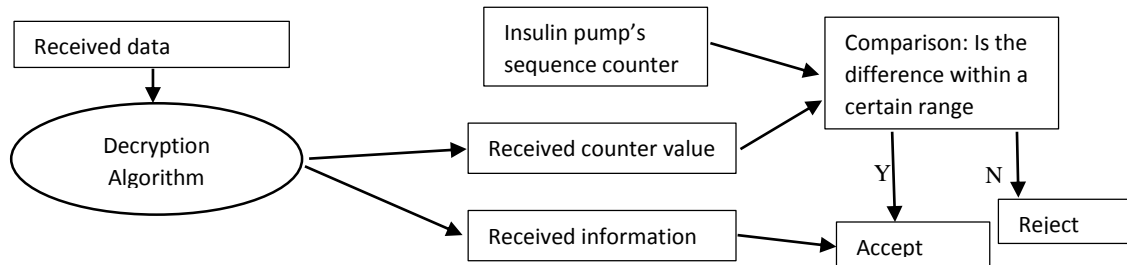 Received data
Insulin pump's
sequence counter
Comparison: Is the
difference within a
certain range
Decryption
Algorithm
Received counter value
Y
N
Received information
Accept
Reject